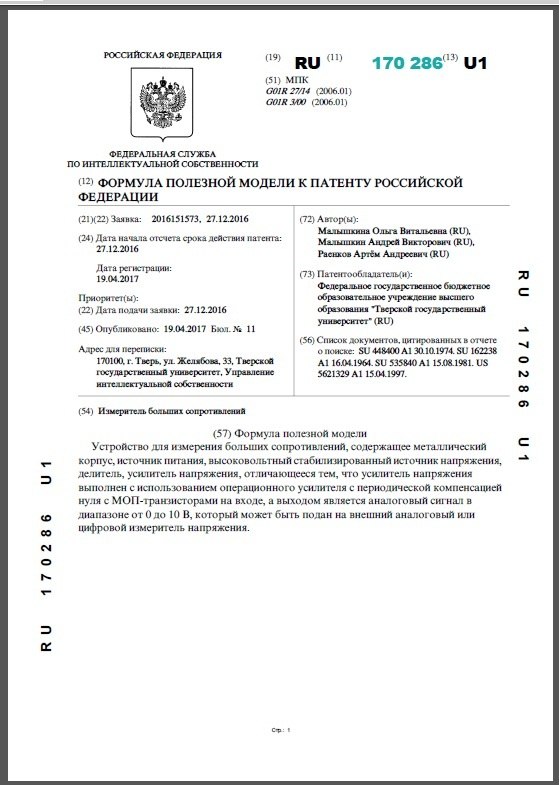 РОССИЙСКАЯ ФЕДЕРАЦИЯ
(19) RU (11) 170 286 (13) U1
(51) МПК
G01R 27/14 (2006.01)
G01R 3/00 (2006.01)
ФЕДЕРАЛЬНАЯ СЛУЖБА
ПО ИНТЕЛЛЕКТУАЛЬНОЙ СОБСТВЕННОСТИ
(12) ФОРМУЛА ПОЛЕЗНОЙ МОДЕЛИ К ПАТЕНТУ РОССИЙСКОЙ
ФЕДЕРАЦИИ
(21)(22) Заявка: 2016151573, 27.12.2016
(24) Дата начала отсчета срока действия патента:
27.12.2016
Дата регистрации:
19.04.2017
Приоритет(ы):
(22) Дата подачи заявки: 27.12.2016
(45) Опубликовано: 19.04.2017 Бюл. № 11
Адрес для переписки:
170100, г. Тверь, ул. Желябова, 33, Тверской
государственный университет, Управление
интеллектуальной собственности
(72) Автор(ы):
Малышкина Ольга Витальевна (RU),
Малышкин Андрей Викторович (RU),
Раенков Артём Андреевич (RU)
(73) Патентообладатель(и):
Федеральное государственное бюджетное
образовательное учреждение высшего
образования "Тверской государственный
университет" (RU)
(56) Список документов, цитированных в отчете
о поиске: SU 448400 A1 30.10.1974. SU 162238
A1 16.04.1964. SU 535840 A1 15.08.1981. US
5621329 A1 15.04.1997.
(54) Измеритель больших сопротивлений
(57) Формула полезной модели
Устройство для измерения больших сопротивлений, содержащее металлический
корпус, источник питания, высоковольтный стабилизированный источник напряжения,
делитель, усилитель напряжения, отличающееся тем, что усилитель напряжения
выполнен с использованием операционного усилителя с периодической компенсацией
нуля с МОП-транзисторами на входе, а выходом является аналоговый сигнал в
диапазоне от 0 до 10 В, который может быть подан на внешний аналоговый или
цифровой измеритель напряжения.
RU 170286 U1
RU 170286 U1
Стр.: 1